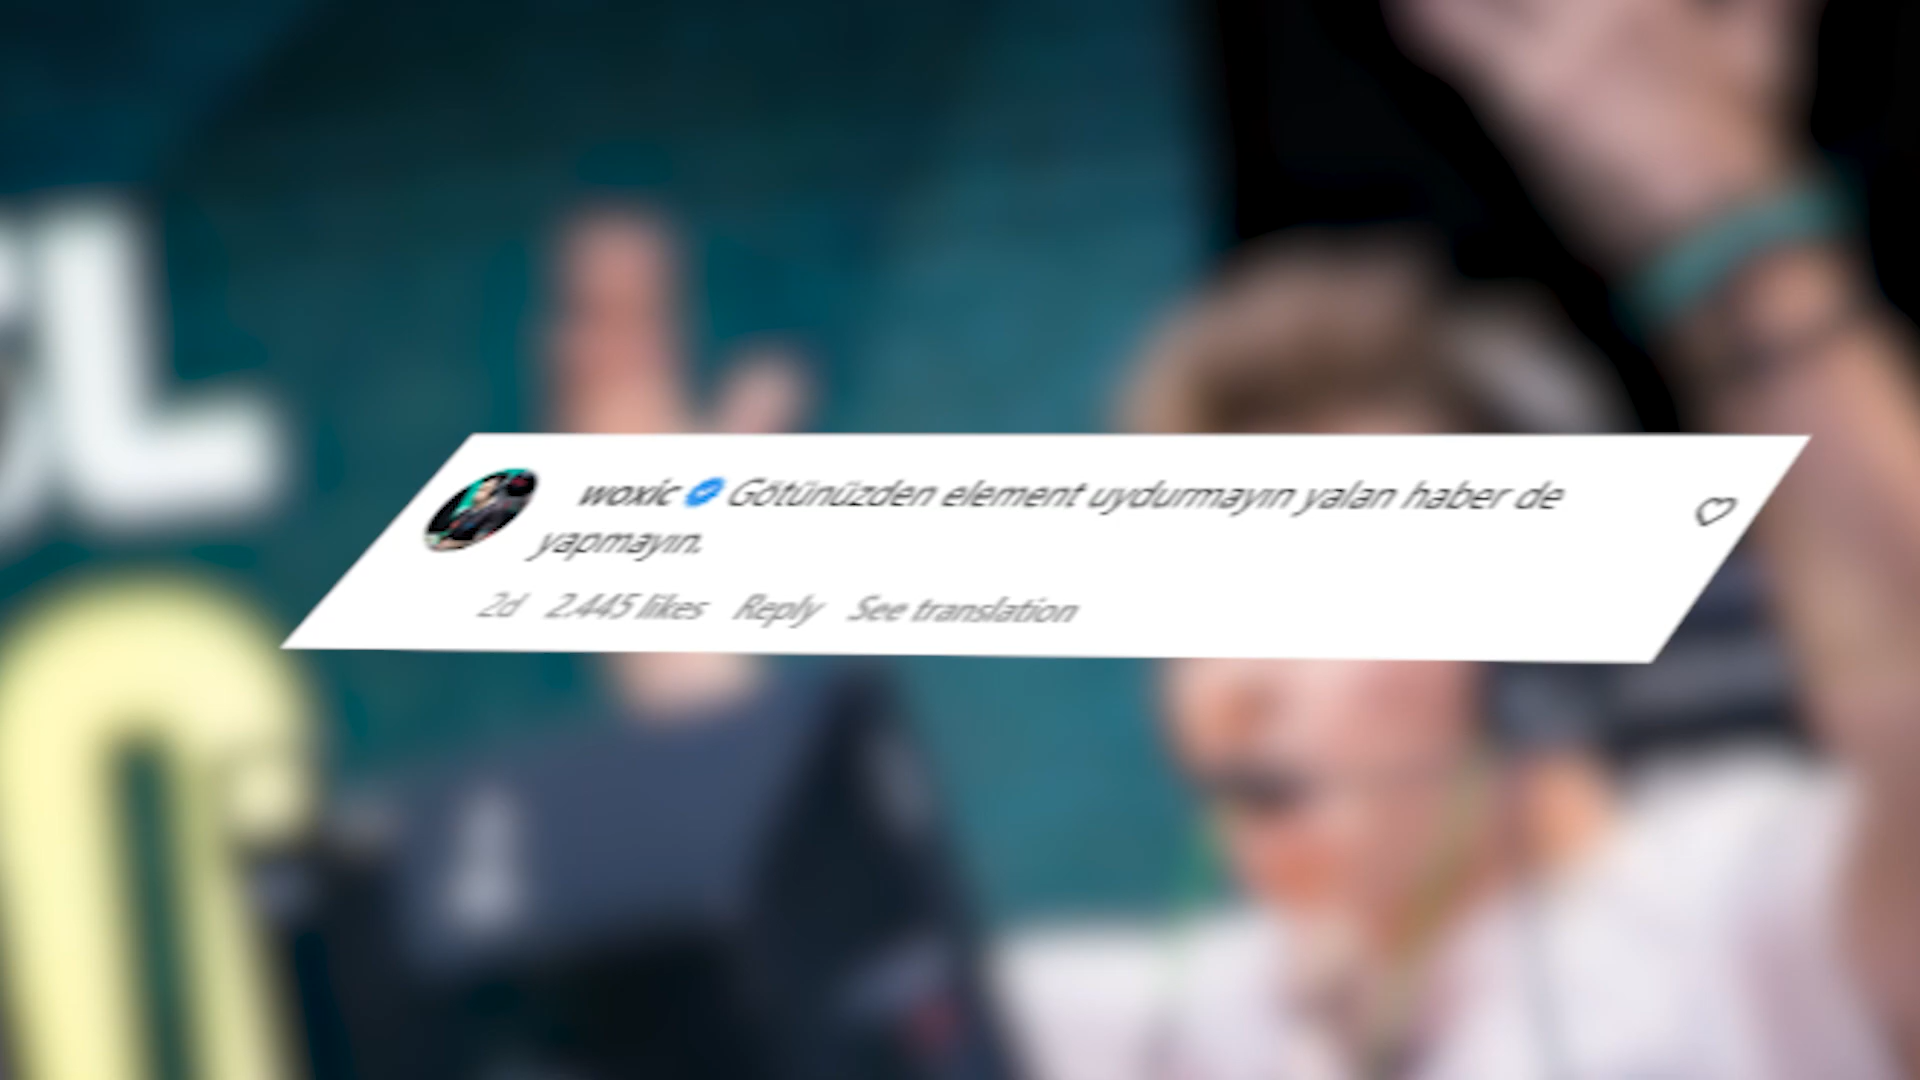 woxic Götünüzden element uydurmayın yalan haber de
yapmayın.
2d 2.445 likes Reply See translation